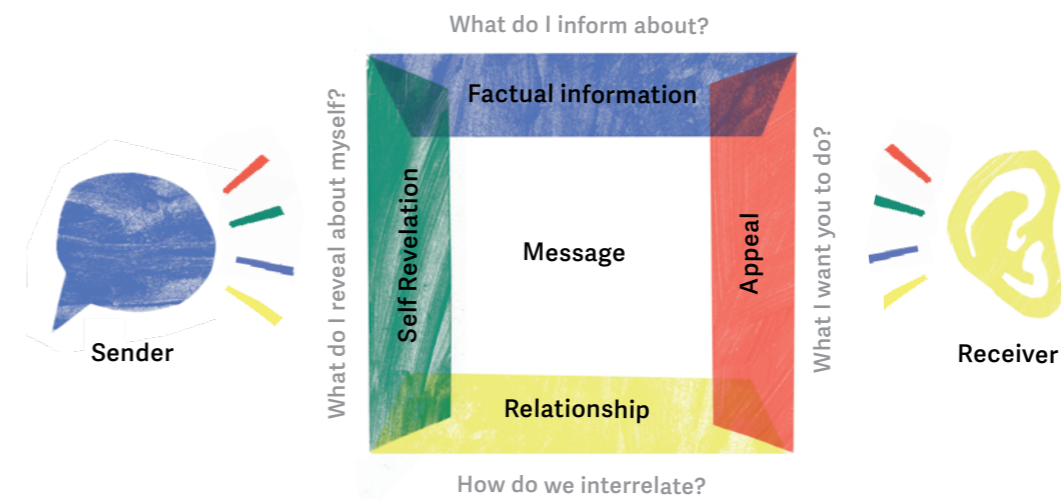 What do I inform about?
Factual information
What do I reveal about myself?
Self Revelation
Message
Appeal
What I want you to do?
Sender
Receiver
Relationship
How do we interrelate?